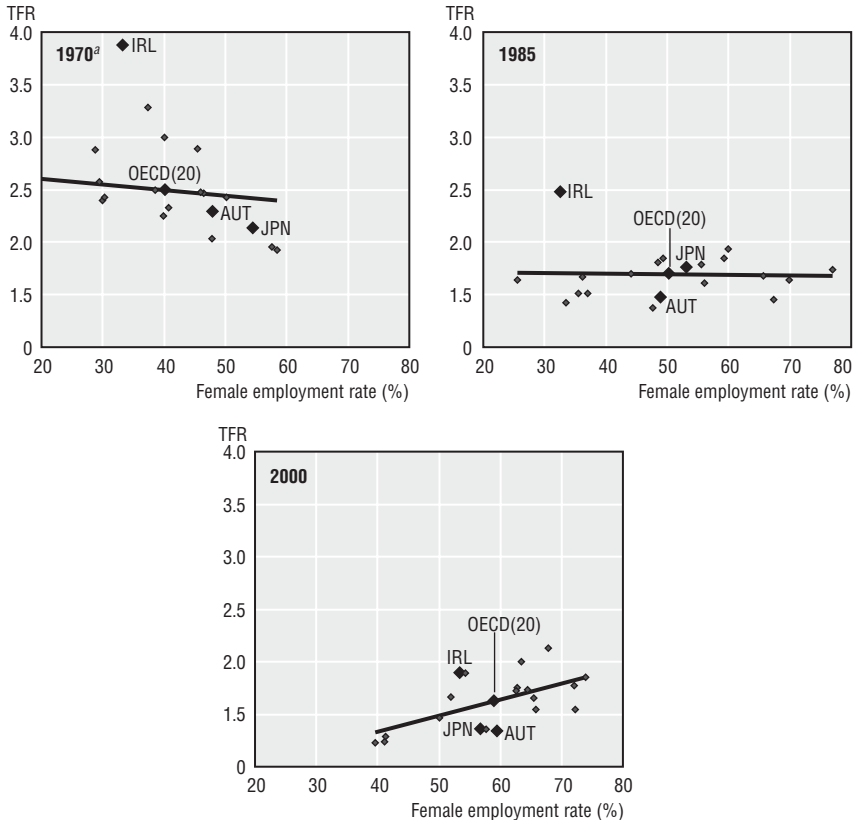 TFR
4.0
1970a
IRL
3.5
3.0
OECD(20)
2.5
AUT
JPN
2.0
1.5
0
20 30 40 50 60 70 80
Female employment rate (%)
TFR
4.0
1985
3.5
3.0
2.5
IRL
OECD(20)
JPN
2.0
1.5
AUT
0
20 30 40 50 60 70 80
Female employment rate (%)
TFR
4.0
2000
3.5
3.0
2.5
OECD(20)
IRL
2.0
1.5
JPN
AUT
0
20 30 40 50 60 70 80
Female employment rate (%)